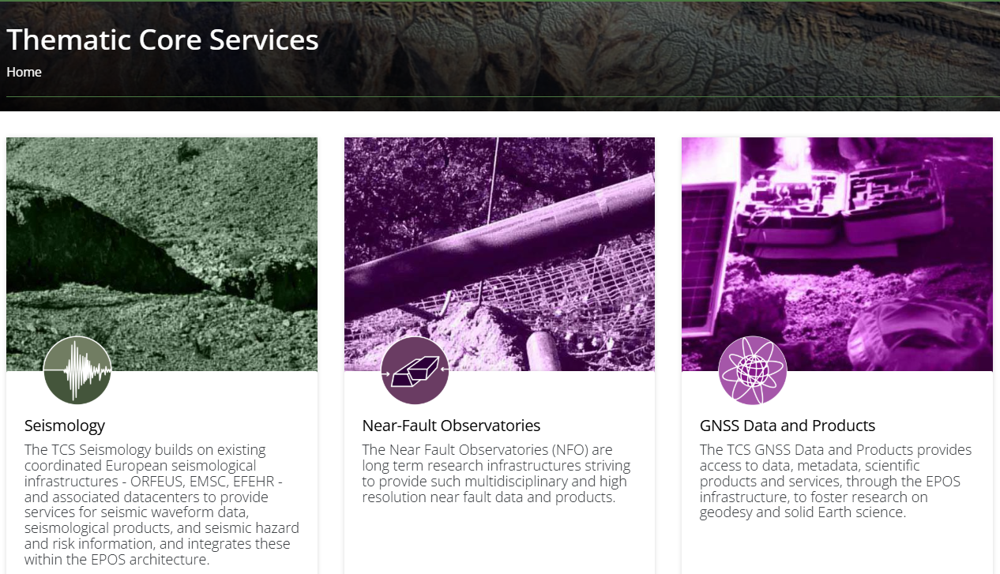 Thematic Core Services
Home
Seismology
The TCS Seismology builds on existing
coordinated European seismological
infrastructures - ORFEUS, EMSC, EFEHR -
and associated datacenters to provide
services for seismic waveform data,
seismological products, and seismic hazard
and risk information, and integrates these
within the EPOS architecture.
Near-Fault Observatories
The Near Fault Observatories (NFO) are
long term research infrastructures striving
to provide such multidisciplinary and high
resolution near fault data and products.
GNSS Data and Products
The TCS GNSS Data and Products provides
access to data, metadata, scientific
products and services, through the EPOS
infrastructure, to foster research on
geodesy and solid Earth science.